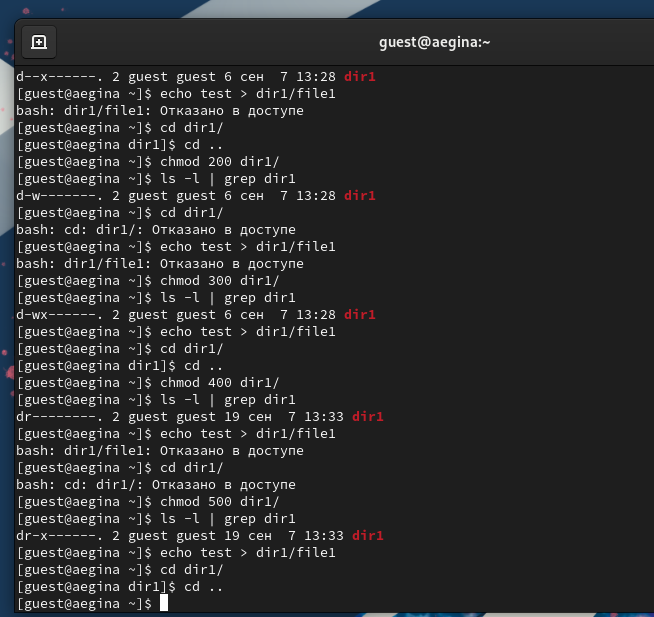 guest@aegina:~
d--x------. 2 guest guest 6 сен  7 13:28 dir1
[guest@aegina ~]$ echo test > dir1/file1
bash: dir1/file1: Отказано в доступе
[guest@aegina ~]$ cd dir1/
[guest@aegina dir1]$ cd ..
[guest@aegina ~]$ chmod 200 dir1/
[guest@aegina ~]$ ls -l | grep dir1
d-w-------. 2 guest guest 6 сен  7 13:28 dir1
[guest@aegina ~]$ cd dir1/
bash: cd: dir1/: Отказано в доступе
[guest@aegina ~]$ echo test > dir1/file1
bash: dir1/file1: Отказано в доступе
[guest@aegina ~]$ chmod 300 dir1/
[guest@aegina ~]$ ls -l | grep dir1
d-wx------. 2 guest guest 6 сен  7 13:28 dir1
[guest@aegina ~]$ echo test > dir1/file1
[guest@aegina ~]$ cd dir1/
[guest@aegina dir1]$ cd ..
[guest@aegina ~]$ chmod 400 dir1/
[guest@aegina ~]$ ls -l | grep dir1
dr--------. 2 guest guest 19 сен  7 13:33 dir1
[guest@aegina ~]$ echo test > dir1/file1
bash: dir1/file1: Отказано в доступе
[guest@aegina ~]$ cd dir1/
bash: cd: dir1/: Отказано в доступе
[guest@aegina ~]$ chmod 500 dir1/
[guest@aegina ~]$ ls -l | grep dir1
dr-x------. 2 guest guest 19 сен  7 13:33 dir1
[guest@aegina ~]$ echo test > dir1/file1
[guest@aegina ~]$ cd dir1/
[guest@aegina dir1]$ cd ..
[guest@aegina ~]$